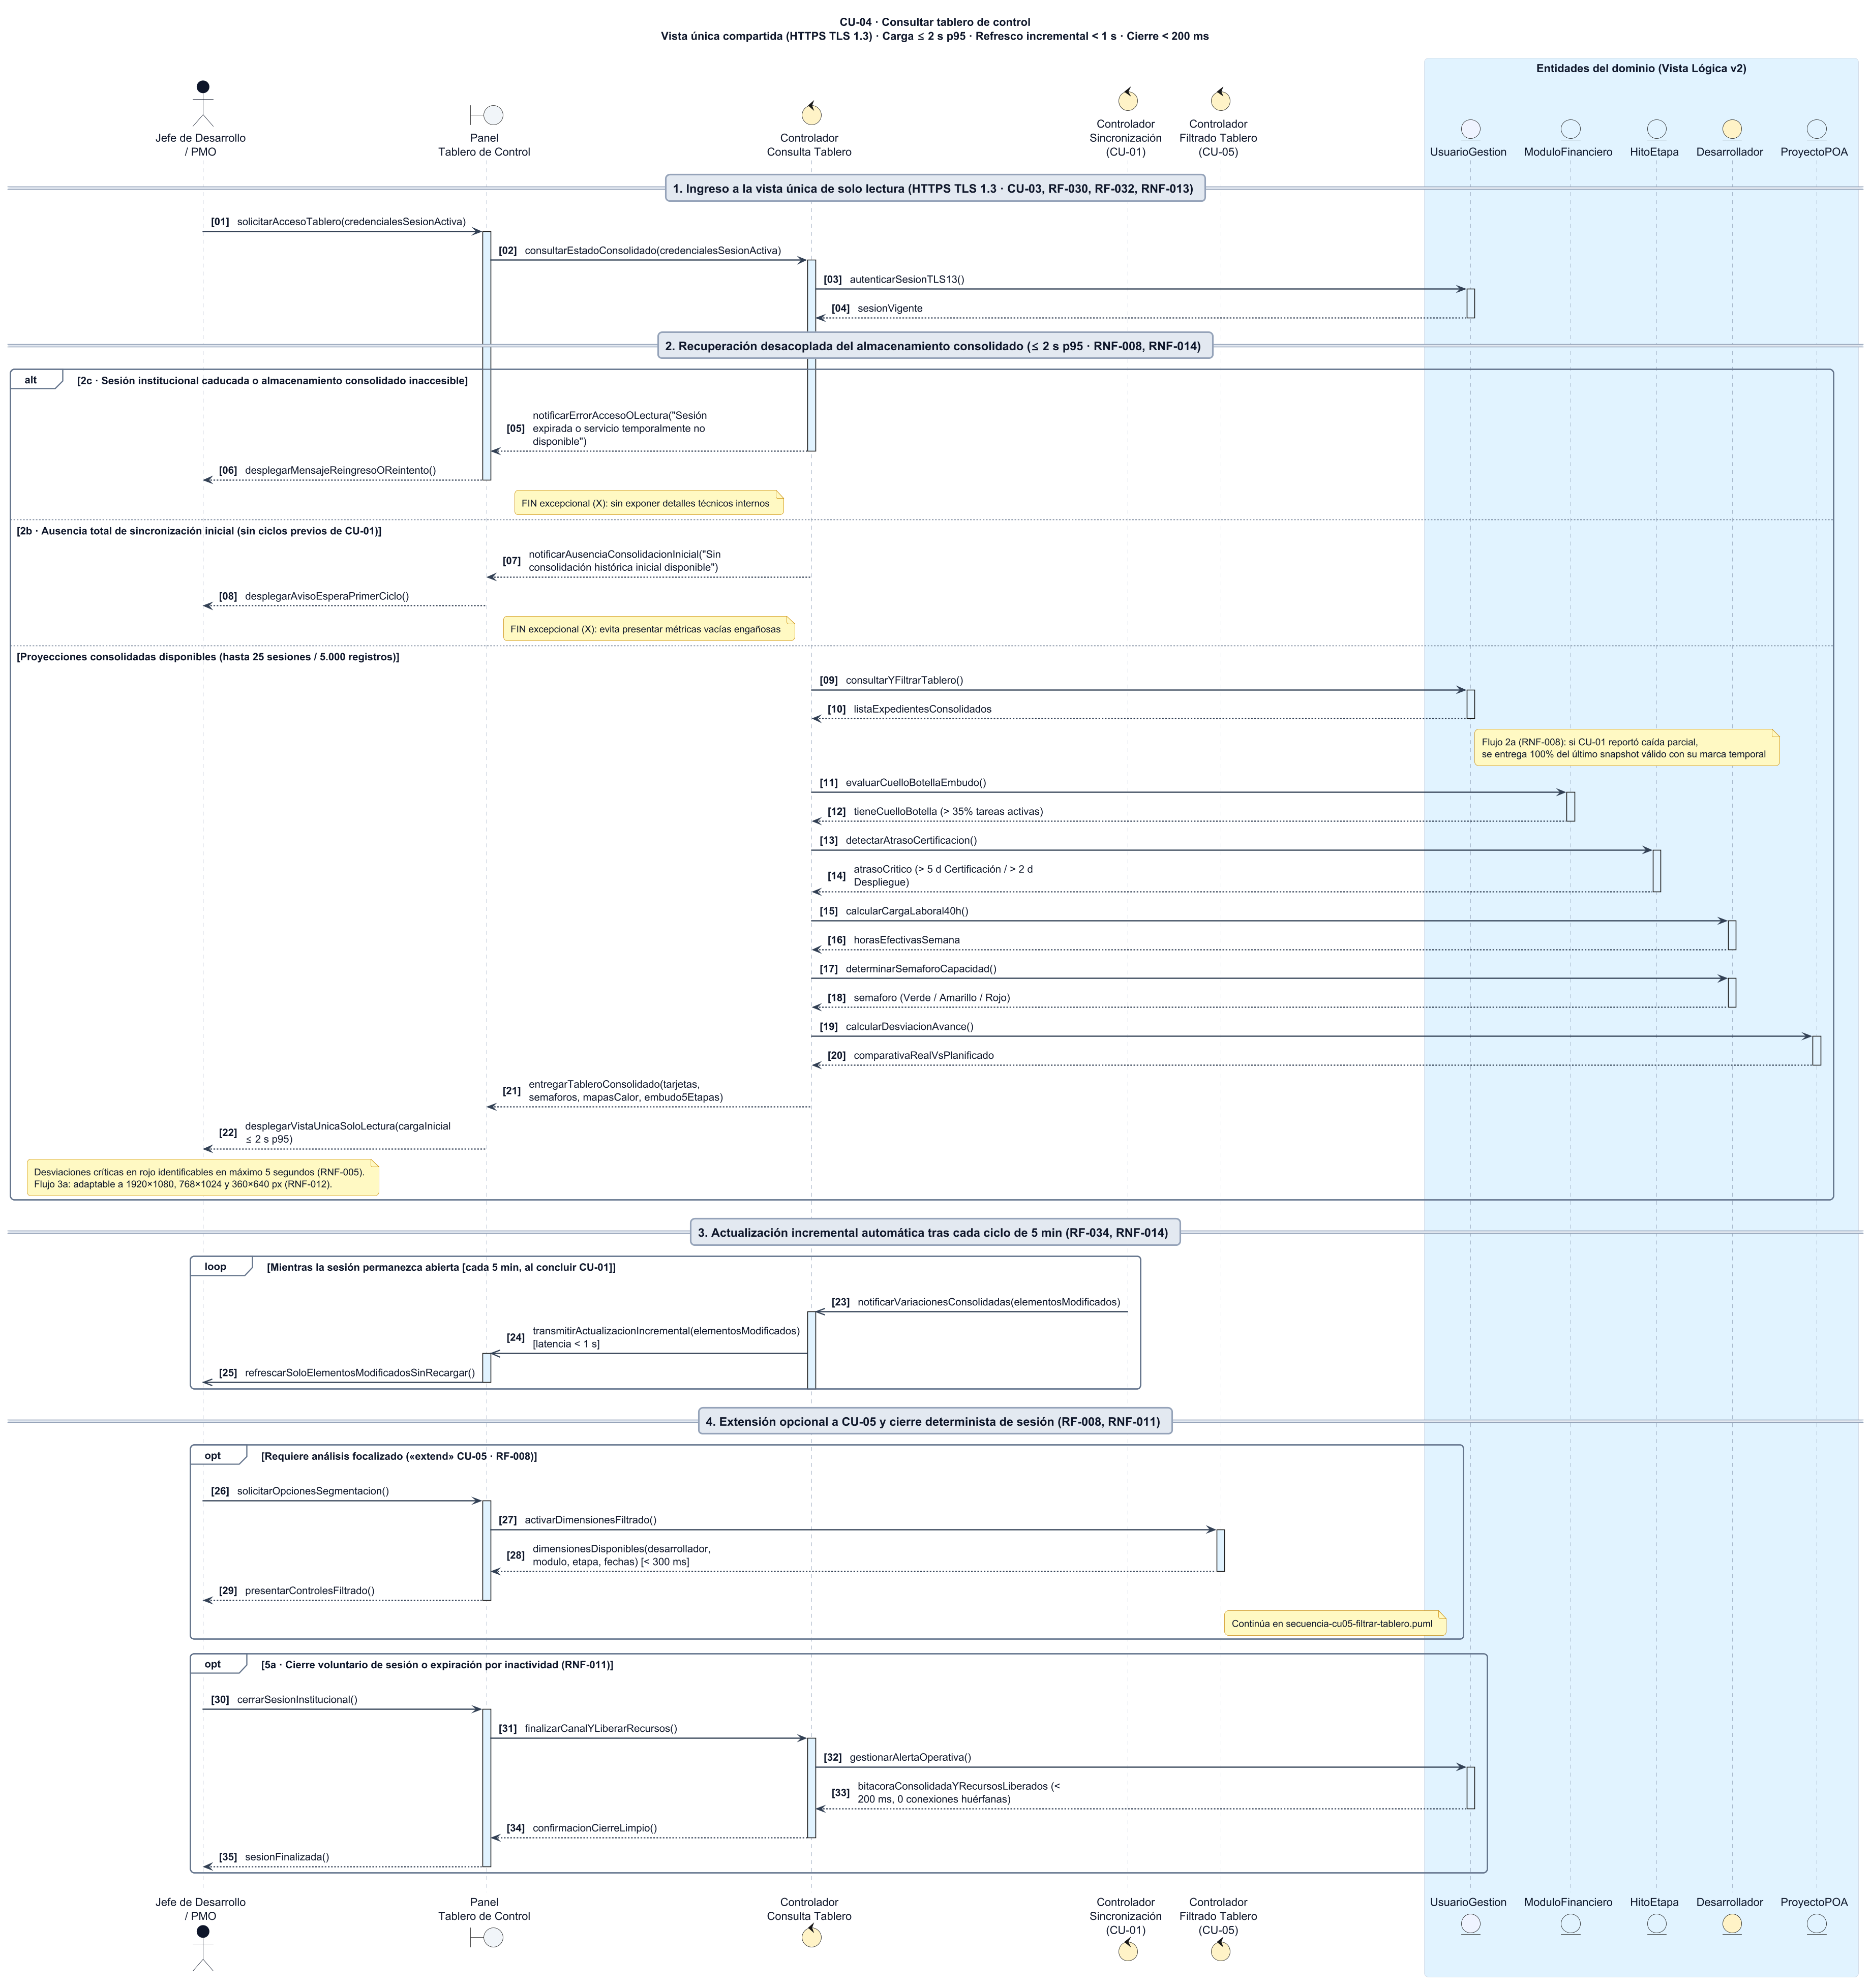 CU-04 · Consultar tablero de control
Vista única compartida (HTTPS TLS 1.3) · Carga ≤ 2 s p95 · Refresco incremental < 1 s · Cierre < 200 ms
Entidades del dominio (Vista Lógica v2)
Jefe de Desarrollo
/ PMO
Panel
Tablero de Control
Controlador
Consulta Tablero
Controlador
Sincronización
(CU-01)
Controlador
Filtrado Tablero
(CU-05)
UsuarioGestion
ModuloFinanciero
HitoEtapa
Desarrollador
ProyectoPOA
1. Ingreso a la vista única de solo lectura (HTTPS TLS 1.3 · CU-03, RF-030, RF-032, RNF-013)
[01] solicitarAccesoTablero(credencialesSesionActiva)
[02] consultarEstadoConsolidado(credencialesSesionActiva)
[03] autenticarSesionTLS13()
[04] sesionVigente
2. Recuperación desacoplada del almacenamiento consolidado (≤ 2 s p95 · RNF-008, RNF-014)
alt [2c · Sesión institucional caducada o almacenamiento consolidado inaccesible]
[05] notificarErrorAccesoOLectura("Sesión
expirada o servicio temporalmente no
disponible")
[06] desplegarMensajeReingresoOReintento()
FIN excepcional (X): sin exponer detalles técnicos internos
[2b · Ausencia total de sincronización inicial (sin ciclos previos de CU-01)]
[07] notificarAusenciaConsolidacionInicial("Sin
consolidación histórica inicial disponible")
[08] desplegarAvisoEsperaPrimerCiclo()
FIN excepcional (X): evita presentar métricas vacías engañosas
[Proyecciones consolidadas disponibles (hasta 25 sesiones / 5.000 registros)]
[09] consultarYFiltrarTablero()
[10] listaExpedientesConsolidados
Flujo 2a (RNF-008): si CU-01 reportó caída parcial,
se entrega 100% del último snapshot válido con su marca temporal
[11] evaluarCuelloBotellaEmbudo()
[12] tieneCuelloBotella (> 35% tareas activas)
[13] detectarAtrasoCertificacion()
[14] atrasoCritico (> 5 d Certificación / > 2 d
Despliegue)
[15] calcularCargaLaboral40h()
[16] horasEfectivasSemana
[17] determinarSemaforoCapacidad()
[18] semaforo (Verde / Amarillo / Rojo)
[19] calcularDesviacionAvance()
[20] comparativaRealVsPlanificado
[21] entregarTableroConsolidado(tarjetas,
semaforos, mapasCalor, embudo5Etapas)
[22] desplegarVistaUnicaSoloLectura(cargaInicial
≤ 2 s p95)
Desviaciones críticas en rojo identificables en máximo 5 segundos (RNF-005).
Flujo 3a: adaptable a 1920×1080, 768×1024 y 360×640 px (RNF-012).
3. Actualización incremental automática tras cada ciclo de 5 min (RF-034, RNF-014)
loop [Mientras la sesión permanezca abierta [cada 5 min, al concluir CU-01]]
[23] notificarVariacionesConsolidadas(elementosModificados)
[24] transmitirActualizacionIncremental(elementosModificados)
[latencia < 1 s]
[25] refrescarSoloElementosModificadosSinRecargar()
4. Extensión opcional a CU-05 y cierre determinista de sesión (RF-008, RNF-011)
opt [Requiere análisis focalizado («extend» CU-05 · RF-008)]
[26] solicitarOpcionesSegmentacion()
[27] activarDimensionesFiltrado()
[28] dimensionesDisponibles(desarrollador,
modulo, etapa, fechas) [< 300 ms]
[29] presentarControlesFiltrado()
Continúa en secuencia-cu05-filtrar-tablero.puml
opt [5a · Cierre voluntario de sesión o expiración por inactividad (RNF-011)]
[30] cerrarSesionInstitucional()
[31] finalizarCanalYLiberarRecursos()
[32] gestionarAlertaOperativa()
[33] bitacoraConsolidadaYRecursosLiberados (<
200 ms, 0 conexiones huérfanas)
[34] confirmacionCierreLimpio()
[35] sesionFinalizada()
Jefe de Desarrollo
/ PMO
Panel
Tablero de Control
Controlador
Consulta Tablero
Controlador
Sincronización
(CU-01)
Controlador
Filtrado Tablero
(CU-05)
UsuarioGestion
ModuloFinanciero
HitoEtapa
Desarrollador
ProyectoPOA